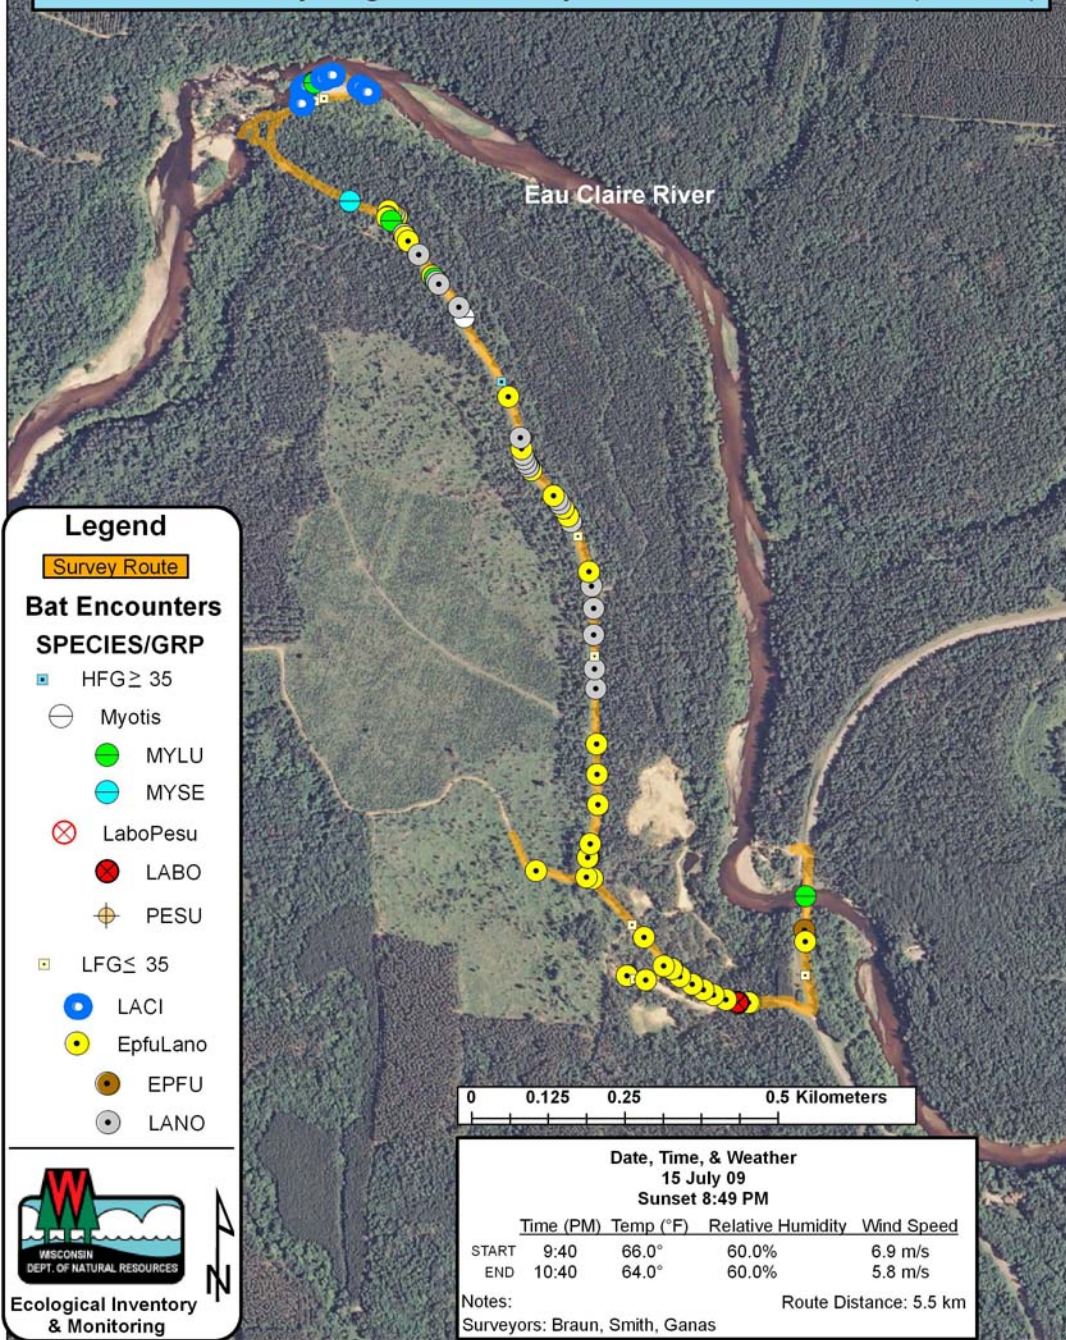 Eau Claire River
Legend
Survey Route
Bat Encounters
SPECIES/GRP
HFG ≥ 35
Myotis
MYLU
MYSE
LaboPesu
LABO
PESU
LFG ≤ 35
LACI
EpfuLano
EPFU
LANO
W
WISCONSIN
DEPT. OF NATURAL RESOURCES
N
Ecological Inventory
& Monitoring
0 0.125 0.25 0.5 Kilometers
Date, Time, & Weather
15 July 09
Sunset 8:49 PM
Time (PM) Temp (°F) Relative Humidity Wind Speed
START 9:40 66.0° 60.0% 6.9 m/s
END 10:40 64.0° 60.0% 5.8 m/s
Notes: Route Distance: 5.5 km
Surveyors: Braun, Smith, Ganas